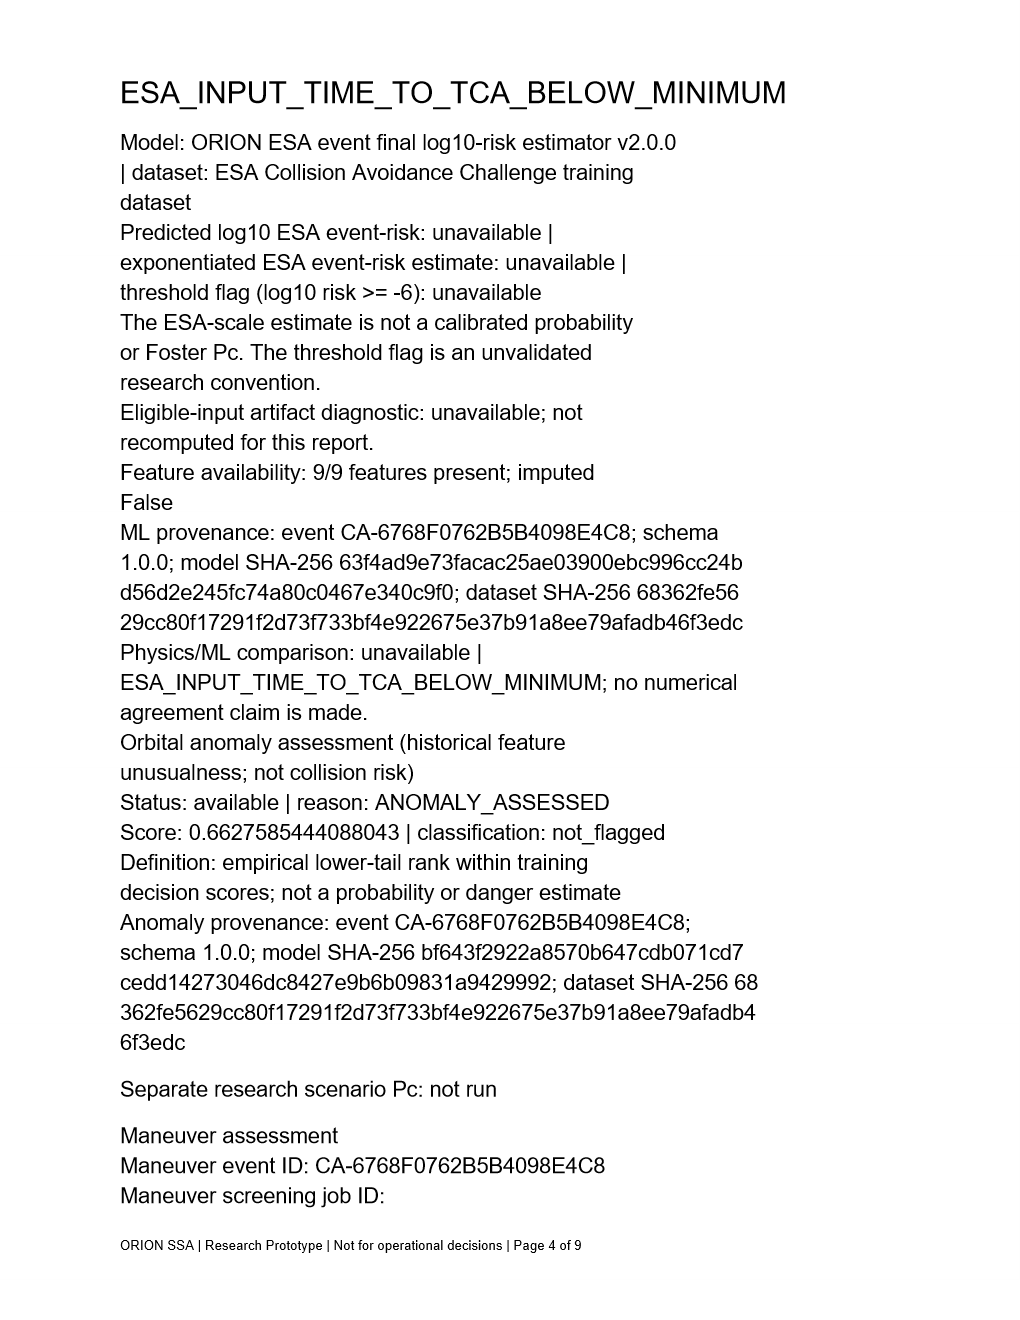 ESA_INPUT_TIME_TO_TCA_BELOW_MINIMUM
Model: ORION ESA event final log10-risk estimator v2.0.0
| dataset: ESA Collision Avoidance Challenge training
dataset
Predicted log10 ESA event-risk: unavailable |
exponentiated ESA event-risk estimate: unavailable |
threshold flag (log10 risk >= -6): unavailable
The ESA-scale estimate is not a calibrated probability
or Foster Pc. The threshold flag is an unvalidated
research convention.
Eligible-input artifact diagnostic: unavailable; not
recomputed for this report.
Feature availability: 9/9 features present; imputed
False
ML provenance: event CA-6768F0762B5B4098E4C8; schema
1.0.0; model SHA-256 63f4ad9e73facac25ae03900ebc996cc24b
d56d2e245fc74a80c0467e340c9f0; dataset SHA-256 68362fe56
29cc80f17291f2d73f733bf4e922675e37b91a8ee79afadb46f3edc
Physics/ML comparison: unavailable |
ESA_INPUT_TIME_TO_TCA_BELOW_MINIMUM; no numerical
agreement claim is made.
Orbital anomaly assessment (historical feature
unusualness; not collision risk)
Status: available | reason: ANOMALY_ASSESSED
Score: 0.6627585444088043 | classification: not_flagged
Definition: empirical lower-tail rank within training
decision scores; not a probability or danger estimate
Anomaly provenance: event CA-6768F0762B5B4098E4C8;
schema 1.0.0; model SHA-256 bf643f2922a8570b647cdb071cd7
cedd14273046dc8427e9b6b09831a9429992; dataset SHA-256 68
362fe5629cc80f17291f2d73f733bf4e922675e37b91a8ee79afadb4
6f3edc
Separate research scenario Pc: not run
Maneuver assessment
Maneuver event ID: CA-6768F0762B5B4098E4C8
Maneuver screening job ID:
ORION SSA | Research Prototype | Not for operational decisions | Page 4 of 9